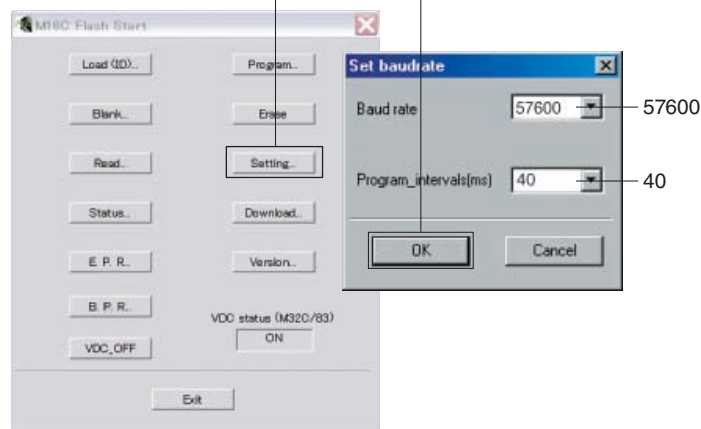 M16C Flash Start
Load (ID)...
Program...
Blank...
Erase
Read...
Setting...
Status...
Download...
E. P. R...
Version...
B. P. R...
VDC status (M32C/83)
VDC_OFF
ON
Exit
Set baudrate
Baud rate
57600
57600
Program_intervals(ms)
40
40
OK
Cancel